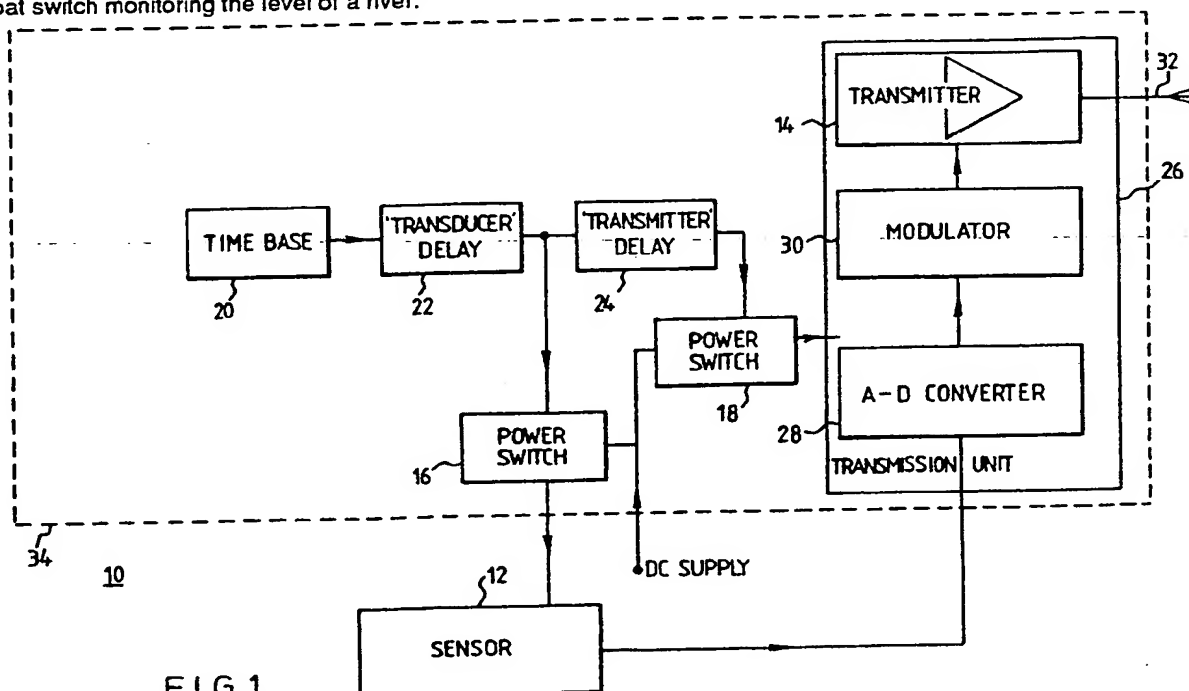 oat switch monitoring the level of a river.
TRANSMITTER
32
14
26
TIME BASE
'TRANSDUCER'
DELAY
'TRANSMITTER'
DELAY
MODULATOR
30
20
22
24
POWER
SWITCH
18
A-D CONVERTER
28
POWER
SWITCH
16
TRANSMISSION UNIT
34
10
DC SUPPLY
12
SENSOR
FIG.1